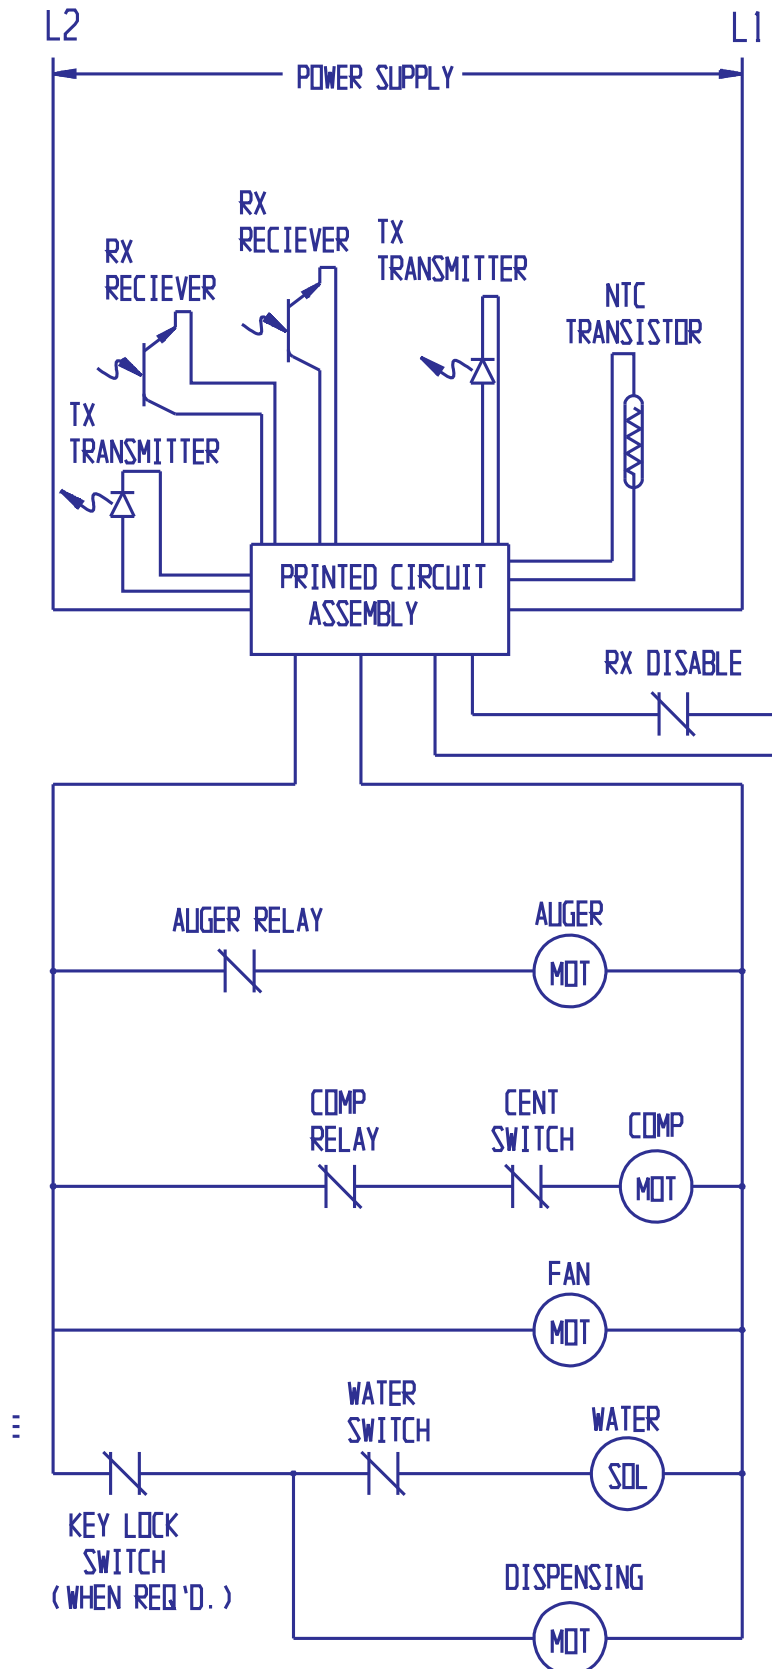 L2
L1
POWER SUPPLY
RX
RECIEVER
TX
TRANSMITTER
RX
RECIEVER
NTC
TRANSISTOR
TX
TRANSMITTER
PRINTED CIRCUIT
ASSEMBLY
RX DISABLE
AUGER RELAY
AUGER
MOT
COMP
RELAY
CENT
SWITCH
COMP
MOT
FAN
MOT
WATER
SWITCH
WATER
SOL
KEY LOCK
SWITCH
(WHEN REQ'D.)
DISPENSING
MOT